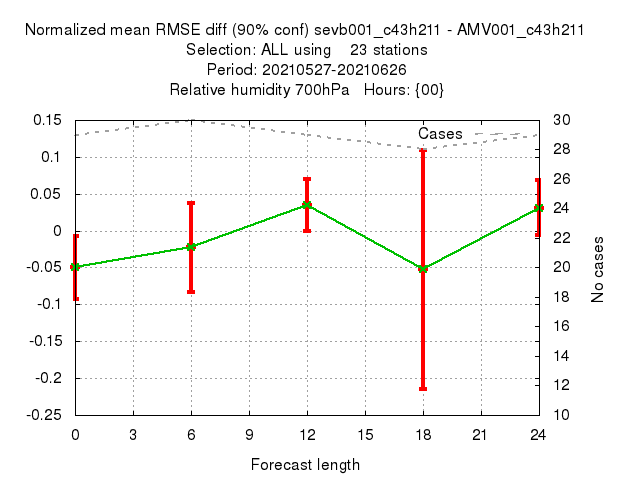 Normalized mean RMSE diff (90% conf) sevb001_c43h211 - AMV001_c43h211
Selection: ALL using 23 stations
Period: 20210527-20210626
Relative humidity 700hPa Hours: {00}
Cases
0.15
0.1
0.05
0
-0.05
-0.1
-0.15
-0.2
-0.25
30
28
26
24
22
20
18
16
14
12
10
No cases
0 3 6 9 12 15 18 21 24
Forecast length